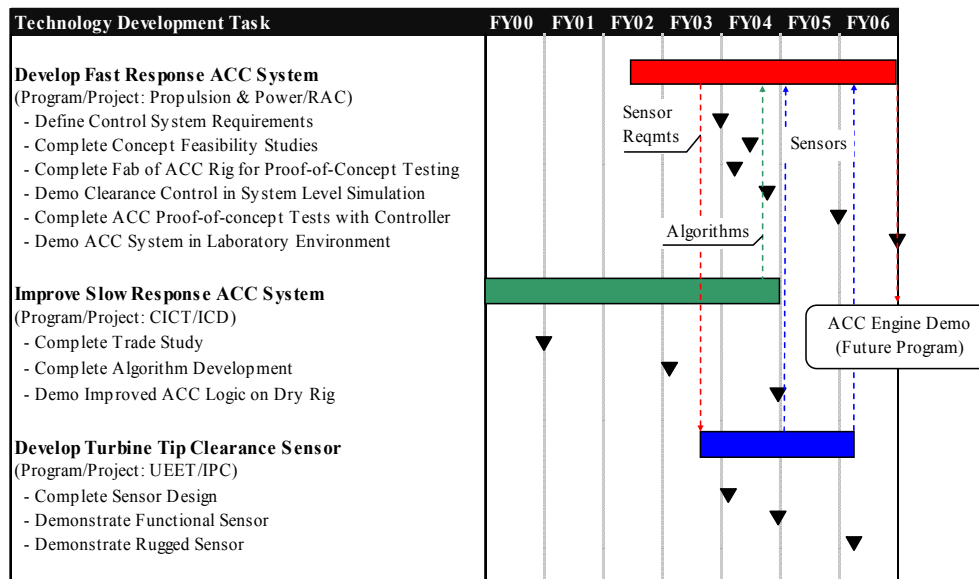 Technology Development Task FY00 FY01 FY02 FY03 FY04 FY05 FY06
Develop Fast Response ACC System
(Program/Project: Propulsion & Power/RAC)
- Define Control System Requirements
- Complete Concept Feasibility Studies
- Complete Fab of ACC Rig for Proof-of-Concept Testing
- Demo Clearance Control in System Level Simulation
- Complete ACC Proof-of-concept Tests with Controller
- Demo ACC System in Laboratory Environment
Sensor
Reqmts
Sensors
Algorithms
Improve Slow Response ACC System
(Program/Project: CICT/ICD)
- Complete Trade Study
- Complete Algorithm Development
- Demo Improved ACC Logic on Dry Rig
ACC Engine Demo
(Future Program)
Develop Turbine Tip Clearance Sensor
(Program/Project: UEET/IPC)
- Complete Sensor Design
- Demonstrate Functional Sensor
- Demonstrate Rugged Sensor